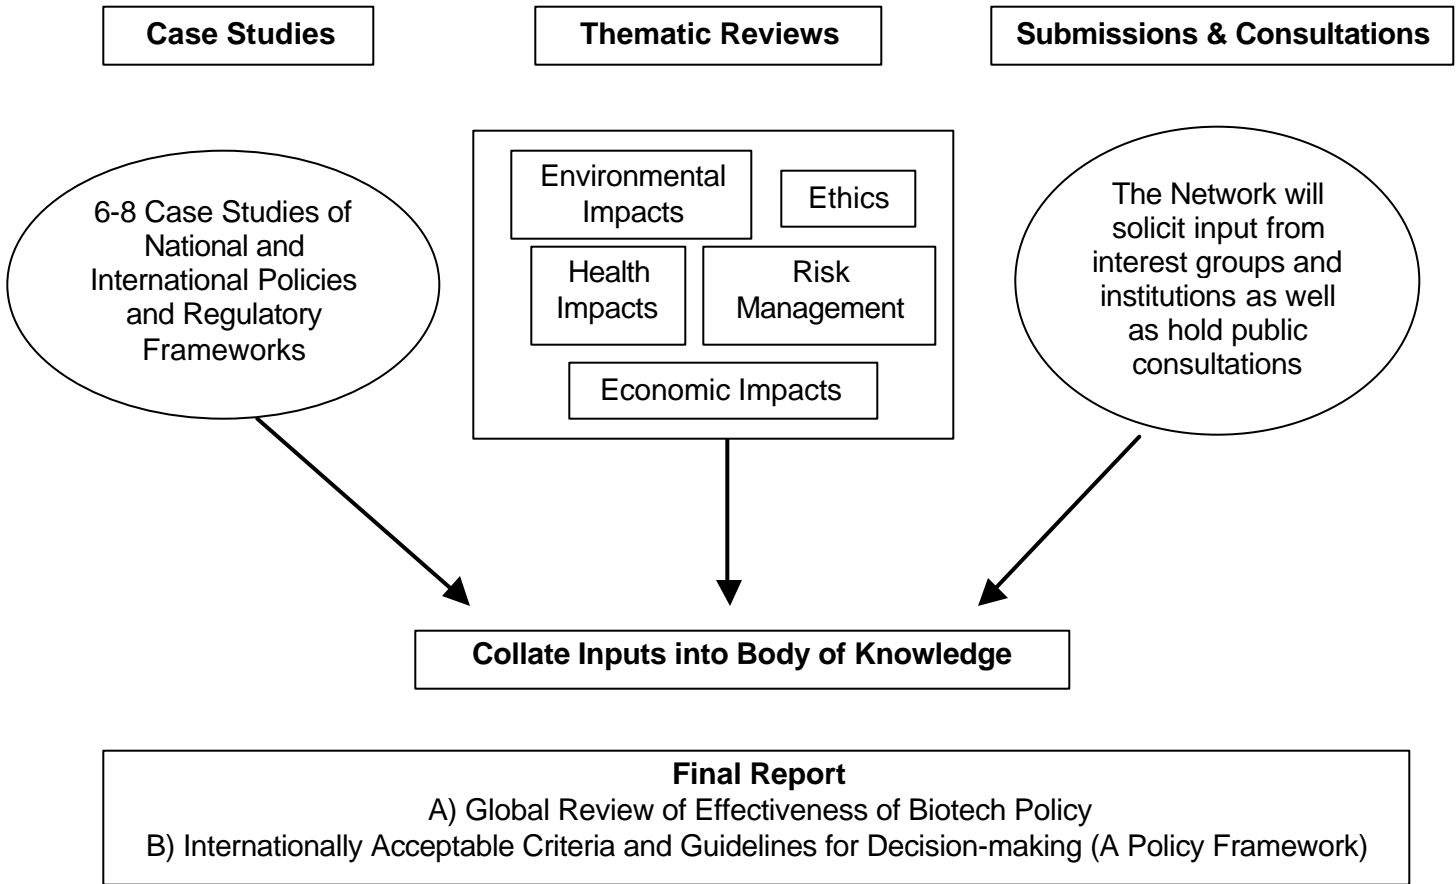 Case Studies
Thematic Reviews
Submissions & Consultations
6-8 Case Studies of
National and
International Policies
and Regulatory
Frameworks
Environmental
Impacts
Ethics
Health
Impacts
Risk
Management
Economic Impacts
The Network will
solicit input from
interest groups and
institutions as well
as hold public
consultations
Collate Inputs into Body of Knowledge
Final Report
A) Global Review of Effectiveness of Biotech Policy
B) Internationally Acceptable Criteria and Guidelines for Decision-making (A Policy Framework)